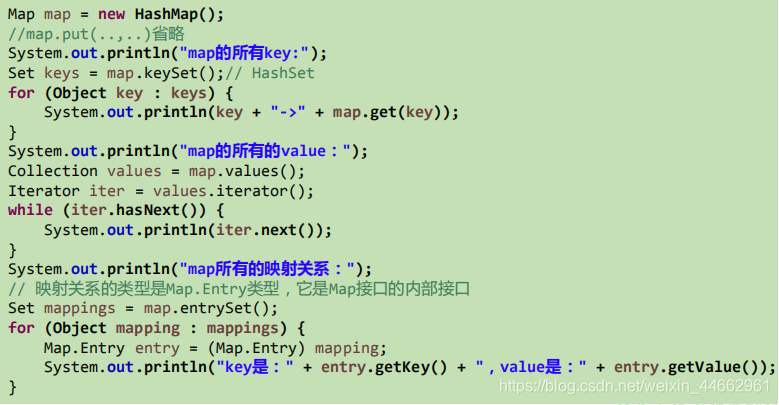 Map map = new HashMap();
//map.put(..,..)省略
System.out.println("map的所有key:");
Set keys = map.keySet();// HashSet
for (Object key : keys) {
    System.out.println(key + "->" + map.get(key));
}
System.out.println("map的所有的value：");
Collection values = map.values();
Iterator iter = values.iterator();
while (iter.hasNext()) {
    System.out.println(iter.next());
}
System.out.println("map所有的映射关系：");
// 映射关系的类型是Map.Entry类型，它是Map接口的内部接口
Set mappings = map.entrySet();
for (Object mapping : mappings) {
    Map.Entry entry = (Map.Entry) mapping;
    System.out.println("key是：" + entry.getKey() + "，value是：" + entry.getValue());
}
https://blog.csdn.net/weixin_44662961